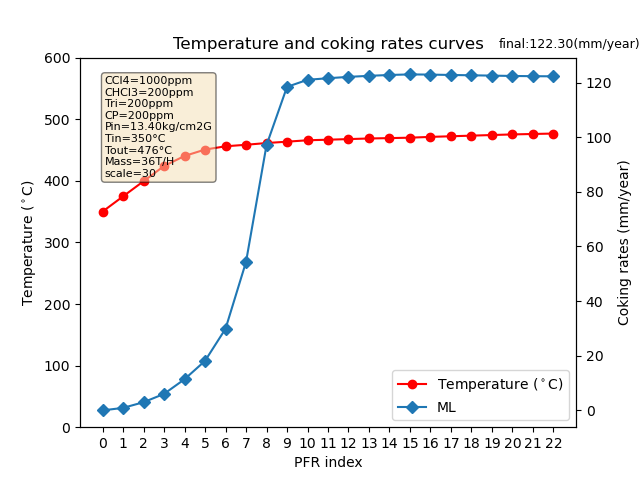 Temperature and coking rates curves
final:122.30(mm/year)
CCl4=1000ppm
CHCl3=200ppm
Tri=200ppm
CP=200ppm
Pin=13.40kg/cm2G
Tin=350°C
Tout=476°C
Mass=36T/H
scale=30
Temperature (°C)
600
500
400
300
200
100
0
120
100
80
60
40
20
0
Coking rates (mm/year)
Temperature (°C)
ML
0 1 2 3 4 5 6 7 8 9 10 11 12 13 14 15 16 17 18 19 20 21 22
PFR index